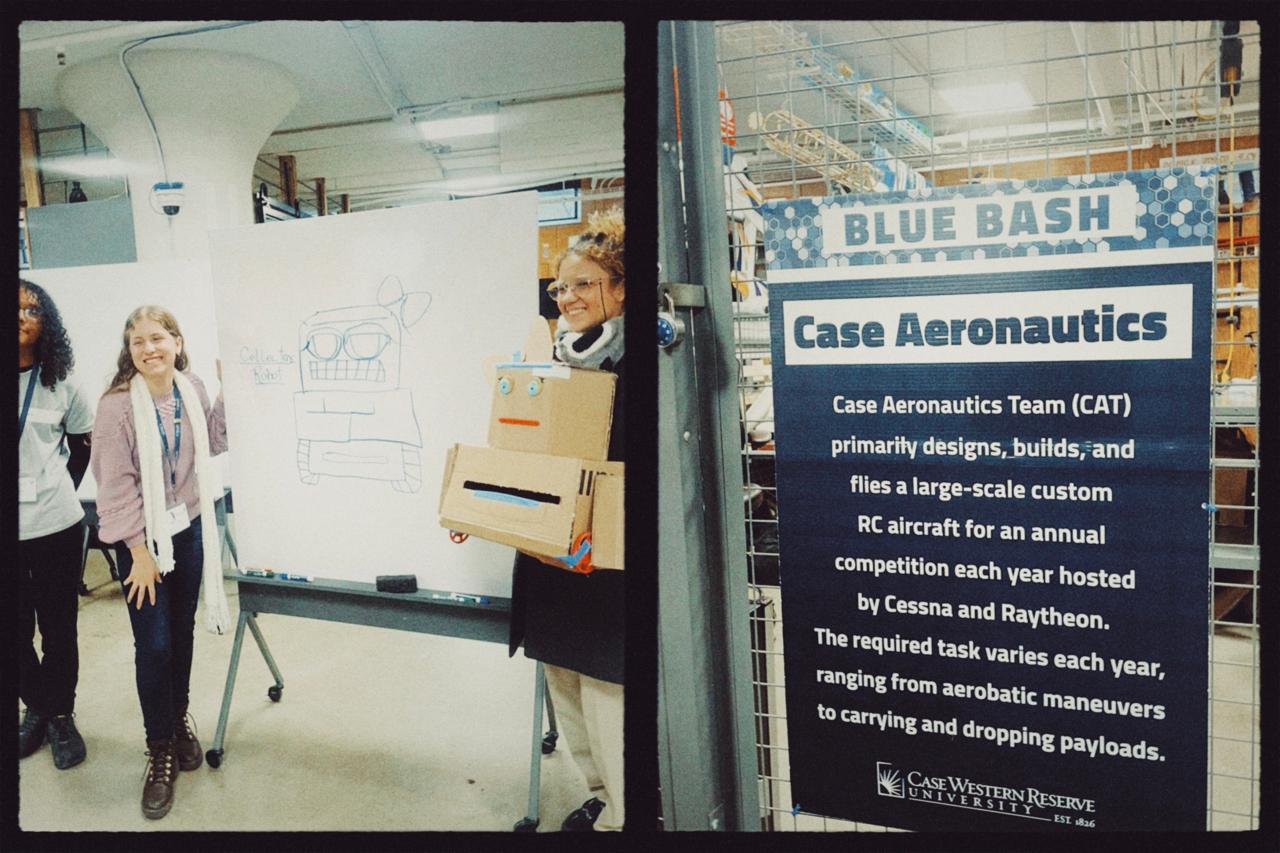 Collection
Robot
BLUE BASH
Case Aeronautics
Case Aeronautics Team (CAT)
primarily designs, builds, and
flies a large-scale custom
RC aircraft for an annual
competition each year hosted
by Cessna and Raytheon.
The required task varies each year,
ranging from aerobatic maneuvers
to carrying and dropping payloads.
CASE WESTERN RESERVE
UNIVERSITY
EST. 1826